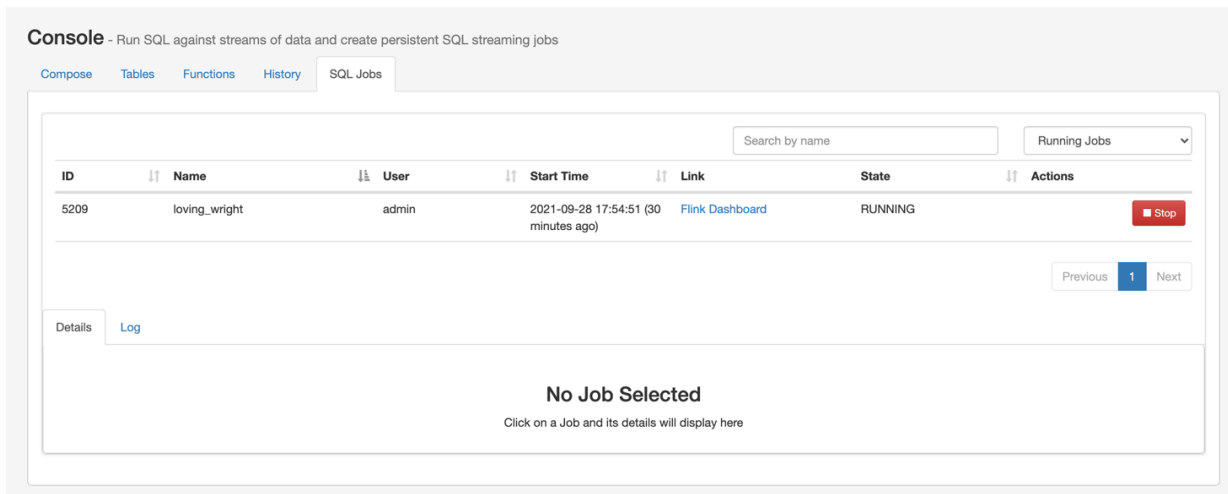 Console - Run SQL against streams of data and create persistent SQL streaming jobs
Compose Tables Functions History SQL Jobs
Search by name Running Jobs
ID Name User Start Time Link State Actions
5209 loving_wright admin 2021-09-28 17:54:51 (30 Flink Dashboard RUNNING Stop
minutes ago)
Previous 1 Next
Details Log
No Job Selected
Click on a Job and its details will display here